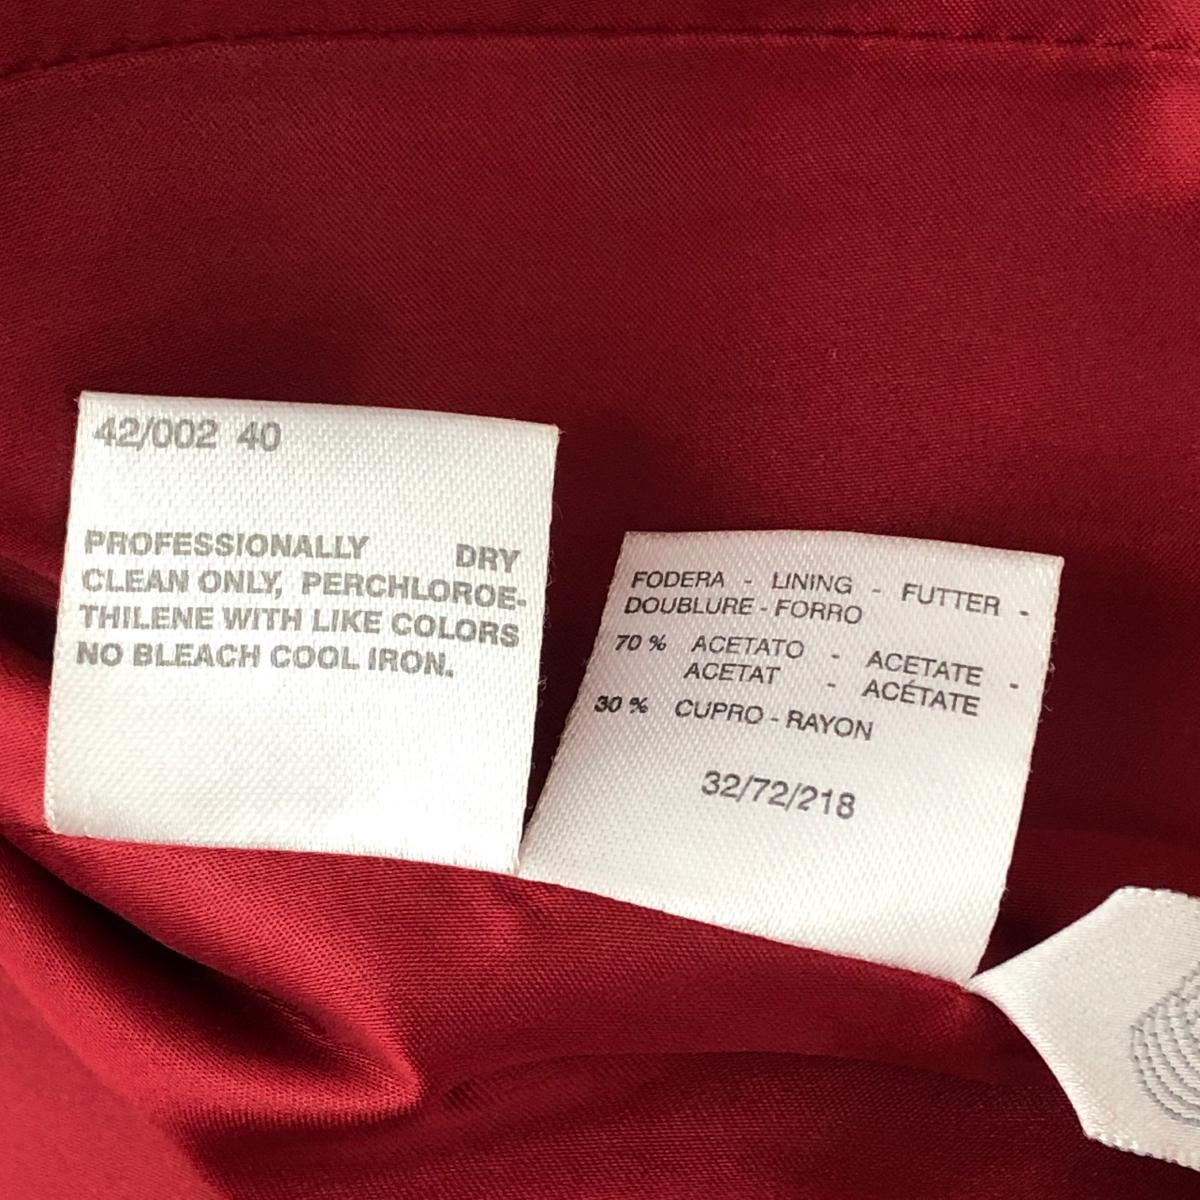 42/002 40
PROFESSIONALLY DRY
CLEAN ONLY, PERCHLOROE-
THILENE WITH LIKE COLORS
NO BLEACH COOL IRON.
FODERA - LINING - FUTTER -
DOUBLURE - FORRO
70 % ACETATO - ACETATE -
ACETAT - ACÉTATE
30 % CUPRO - RAYON
32/72/218